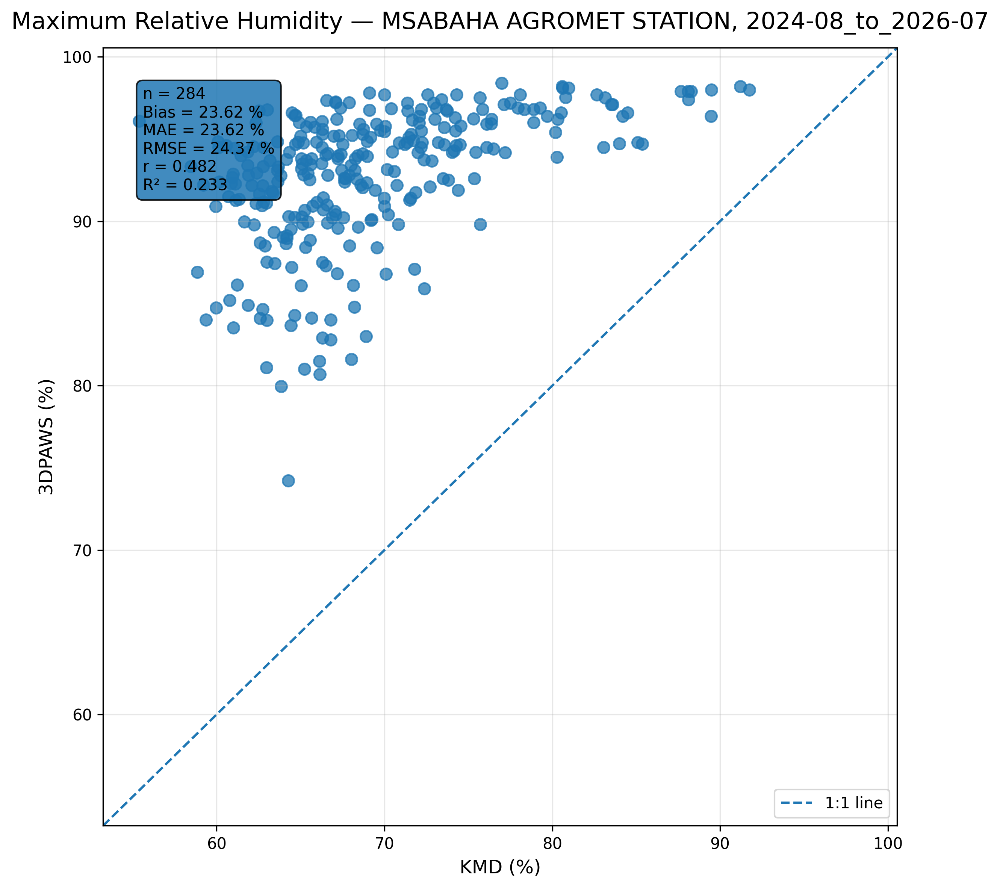 Maximum Relative Humidity — MSABAHA AGROMET STATION, 2024-08_to_2026-07
n = 284
Bias = 23.62 %
MAE = 23.62 %
RMSE = 24.37 %
r = 0.482
R² = 0.233
100
90
80
70
60
3DPAWS (%)
1:1 line
60
70
80
90
100
KMD (%)